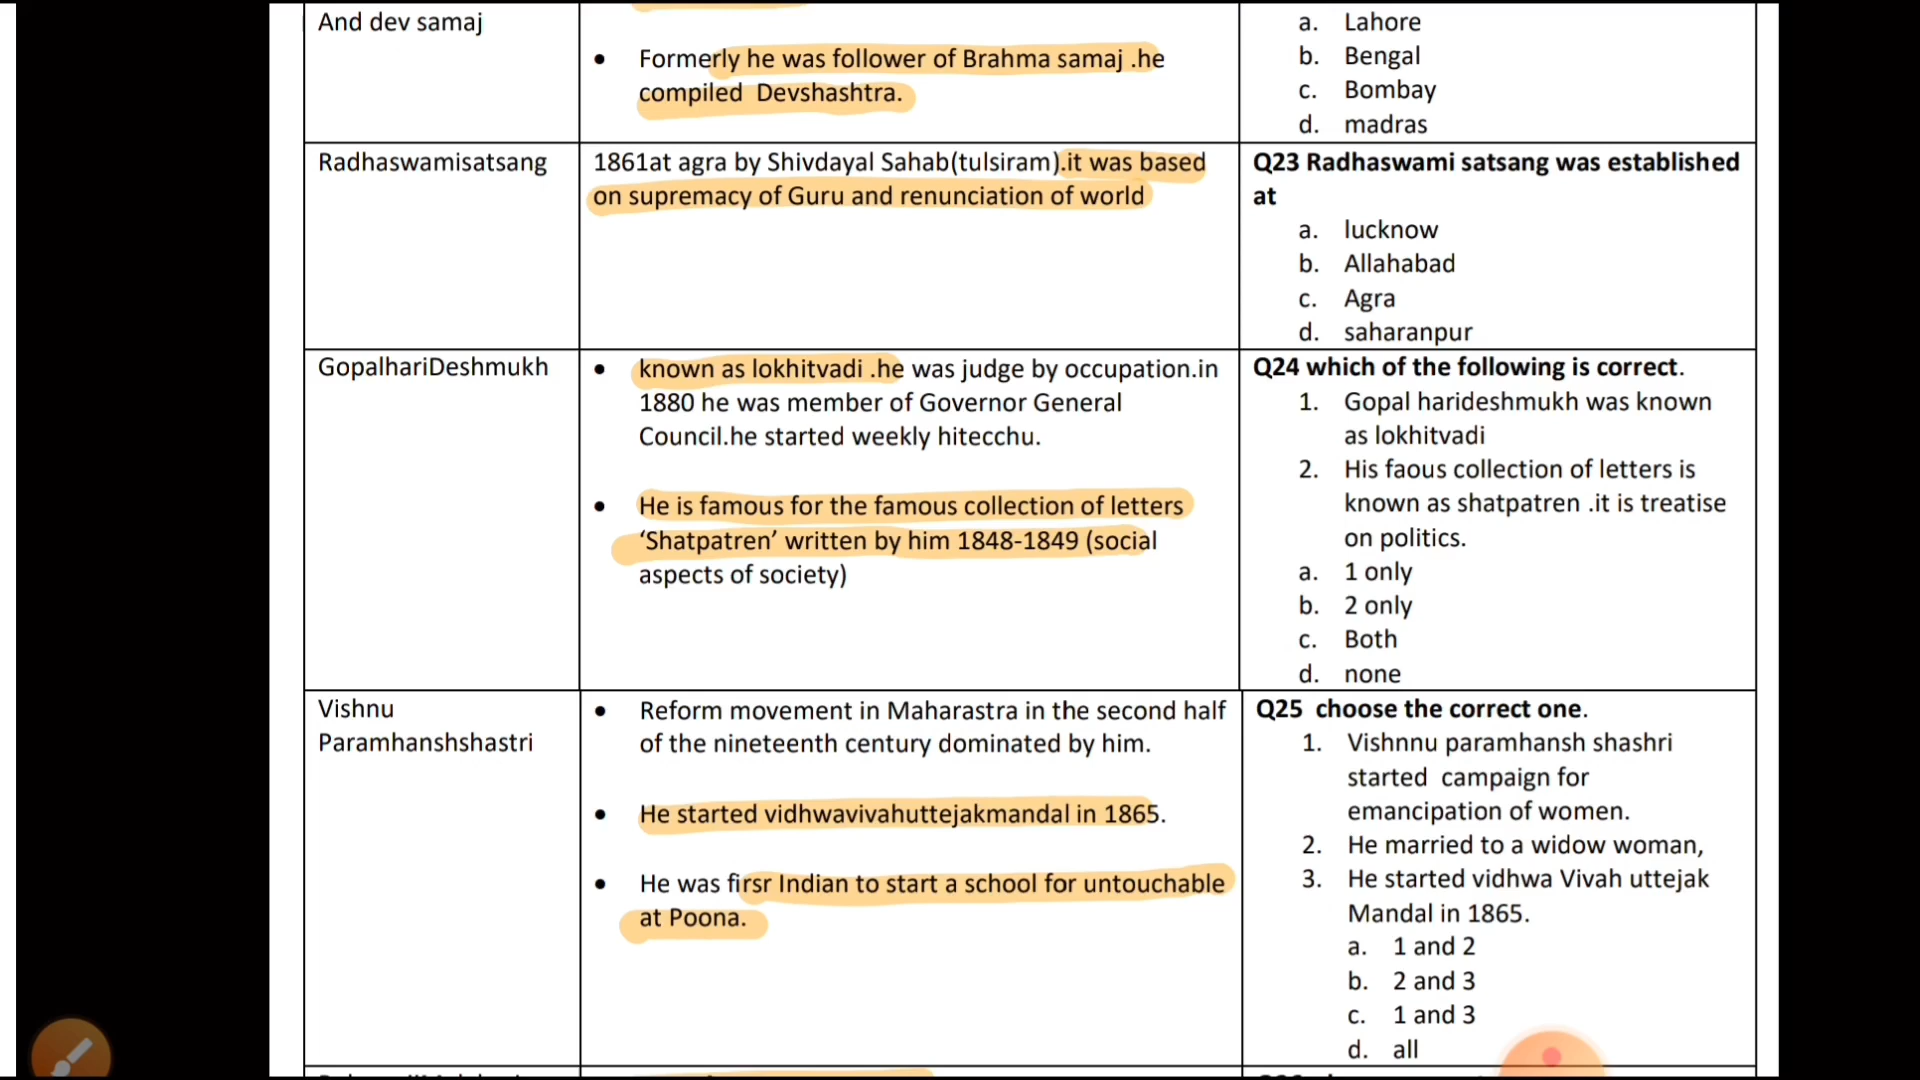 And dev samaj
Formerly he was follower of Brahma samaj .he
compiled Devshashtra.
a. Lahore
b. Bengal
c. Bombay
d. madras
Radhaswamisatsang
1861at agra by Shivdayal Sahab(tulsiram).it was based
on supremacy of Guru and renunciation of world
Q23 Radhaswami satsang was established
at
a. lucknow
b. Allahabad
c. Agra
d. saharanpur
GopalhariDeshmukh
known as lokhitvadi .he was judge by occupation.in
1880 he was member of Governor General
Council.he started weekly hitecchu.
He is famous for the famous collection of letters
‘Shatpatren’ written by him 1848-1849 (social
aspects of society)
Q24 which of the following is correct.
1. Gopal harideshmukh was known
as lokhitvadi
2. His faous collection of letters is
known as shatpatren .it is treatise
on politics.
a. 1 only
b. 2 only
c. Both
d. none
Vishnu
Paramhanshshastri
Reform movement in Maharastra in the second half
of the nineteenth century dominated by him.
He started vidhwavivahuttejakmandal in 1865.
He was firsr Indian to start a school for untouchable
at Poona.
Q25 choose the correct one.
1. Vishnnu paramhansh shashri
started campaign for
emancipation of women.
2. He married to a widow woman,
3. He started vidhwa Vivah uttejak
Mandal in 1865.
a. 1 and 2
b. 2 and 3
c. 1 and 3
d. all